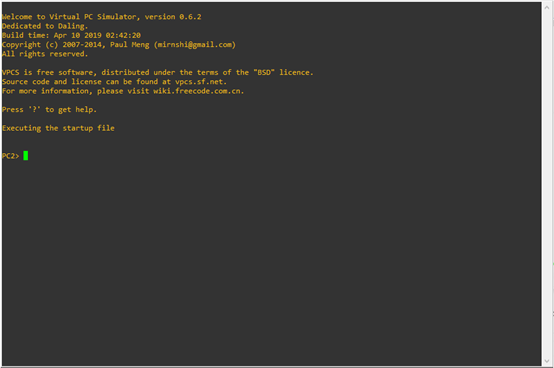 Welcome to Virtual PC Simulator, version 0.6.2
Dedicated to Daling.
Build time: Apr 10 2019 02:42:20
Copyright (c) 2007-2014, Paul Meng (mirnshi@gmail.com)
All rights reserved.
VPCS is free software, distributed under the terms of the "BSD" licence.
Source code and license can be found at vpcs.sf.net.
For more information, please visit wiki.freecode.com.cn.
Press '?' to get help.
Executing the startup file
PC2>